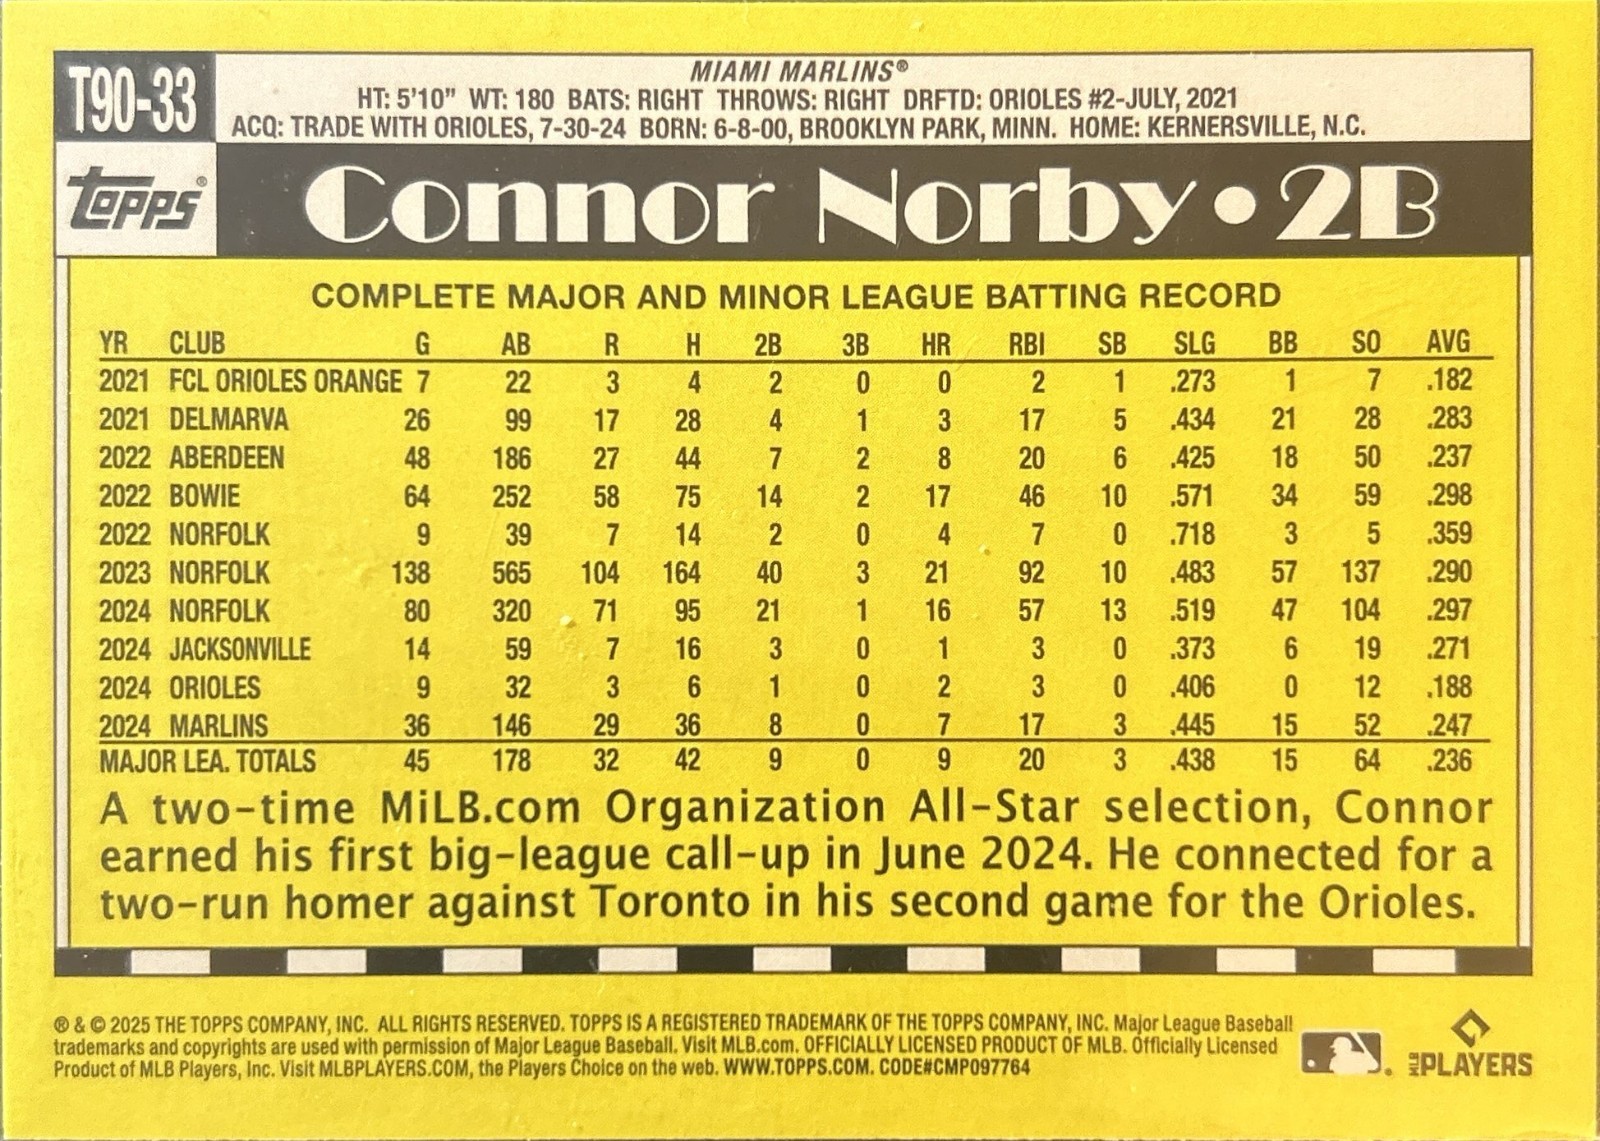 T90-33
MIAMI MARLINS®
HT: 5'10" WT: 180 BATS: RIGHT THROWS: RIGHT DRFTD: ORIOLES #2-JULY, 2021
ACQ: TRADE WITH ORIOLES, 7-30-24 BORN: 6-8-00, BROOKLYN PARK, MINN. HOME: KERNERSVILLE, N.C.
topps®
Connor Norby • 2B
COMPLETE MAJOR AND MINOR LEAGUE BATTING RECORD
YR CLUB G AB R H 2B 3B HR RBI SB SLG BB SO AVG
2021 FCL ORIOLES ORANGE 7 22 3 4 2 0 0 2 1 .273 1 7 .182
2021 DELMARVA 26 99 17 28 4 1 3 17 5 .434 21 28 .283
2022 ABERDEEN 48 186 27 44 7 2 8 20 6 .425 18 50 .237
2022 BOWIE 64 252 58 75 14 2 17 46 10 .571 34 59 .298
2022 NORFOLK 9 39 7 14 2 0 4 7 0 .718 3 5 .359
2023 NORFOLK 138 565 104 164 40 3 21 92 10 .483 57 137 .290
2024 NORFOLK 80 320 71 95 21 1 16 57 13 .519 47 104 .297
2024 JACKSONVILLE 14 59 7 16 3 0 1 3 0 .373 6 19 .271
2024 ORIOLES 9 32 3 6 1 0 2 3 0 .406 0 12 .188
2024 MARLINS 36 146 29 36 8 0 7 17 3 .445 15 52 .247
MAJOR LEA. TOTALS 45 178 32 42 9 0 9 20 3 .438 15 64 .236
A two-time MiLB.com Organization All-Star selection, Connor
earned his first big-league call-up in June 2024. He connected for a
two-run homer against Toronto in his second game for the Orioles.
® & © 2025 THE TOPPS COMPANY, INC. ALL RIGHTS RESERVED. TOPPS IS A REGISTERED TRADEMARK OF THE TOPPS COMPANY, INC. Major League Baseball
trademarks and copyrights are used with permission of Major League Baseball. Visit MLB.com. OFFICIALLY LICENSED PRODUCT OF MLB. Officially Licensed
Product of MLB Players, Inc. Visit MLBPLAYERS.COM, the Players Choice on the web. WWW.TOPPS.COM. CODE#CMP097764
MLB PLAYERS